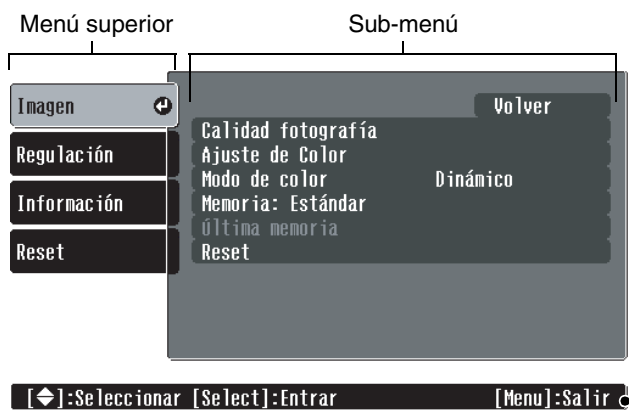 Menú superior
Sub-menú
Imagen
Regulación
Información
Reset
Volver
Calidad fotografía
Ajuste de Color
Modo de color Dinámico
Memoria: Estándar
Última memoria
Reset
[◆]:Seleccionar [Select]:Entrar [Menu]:Salir